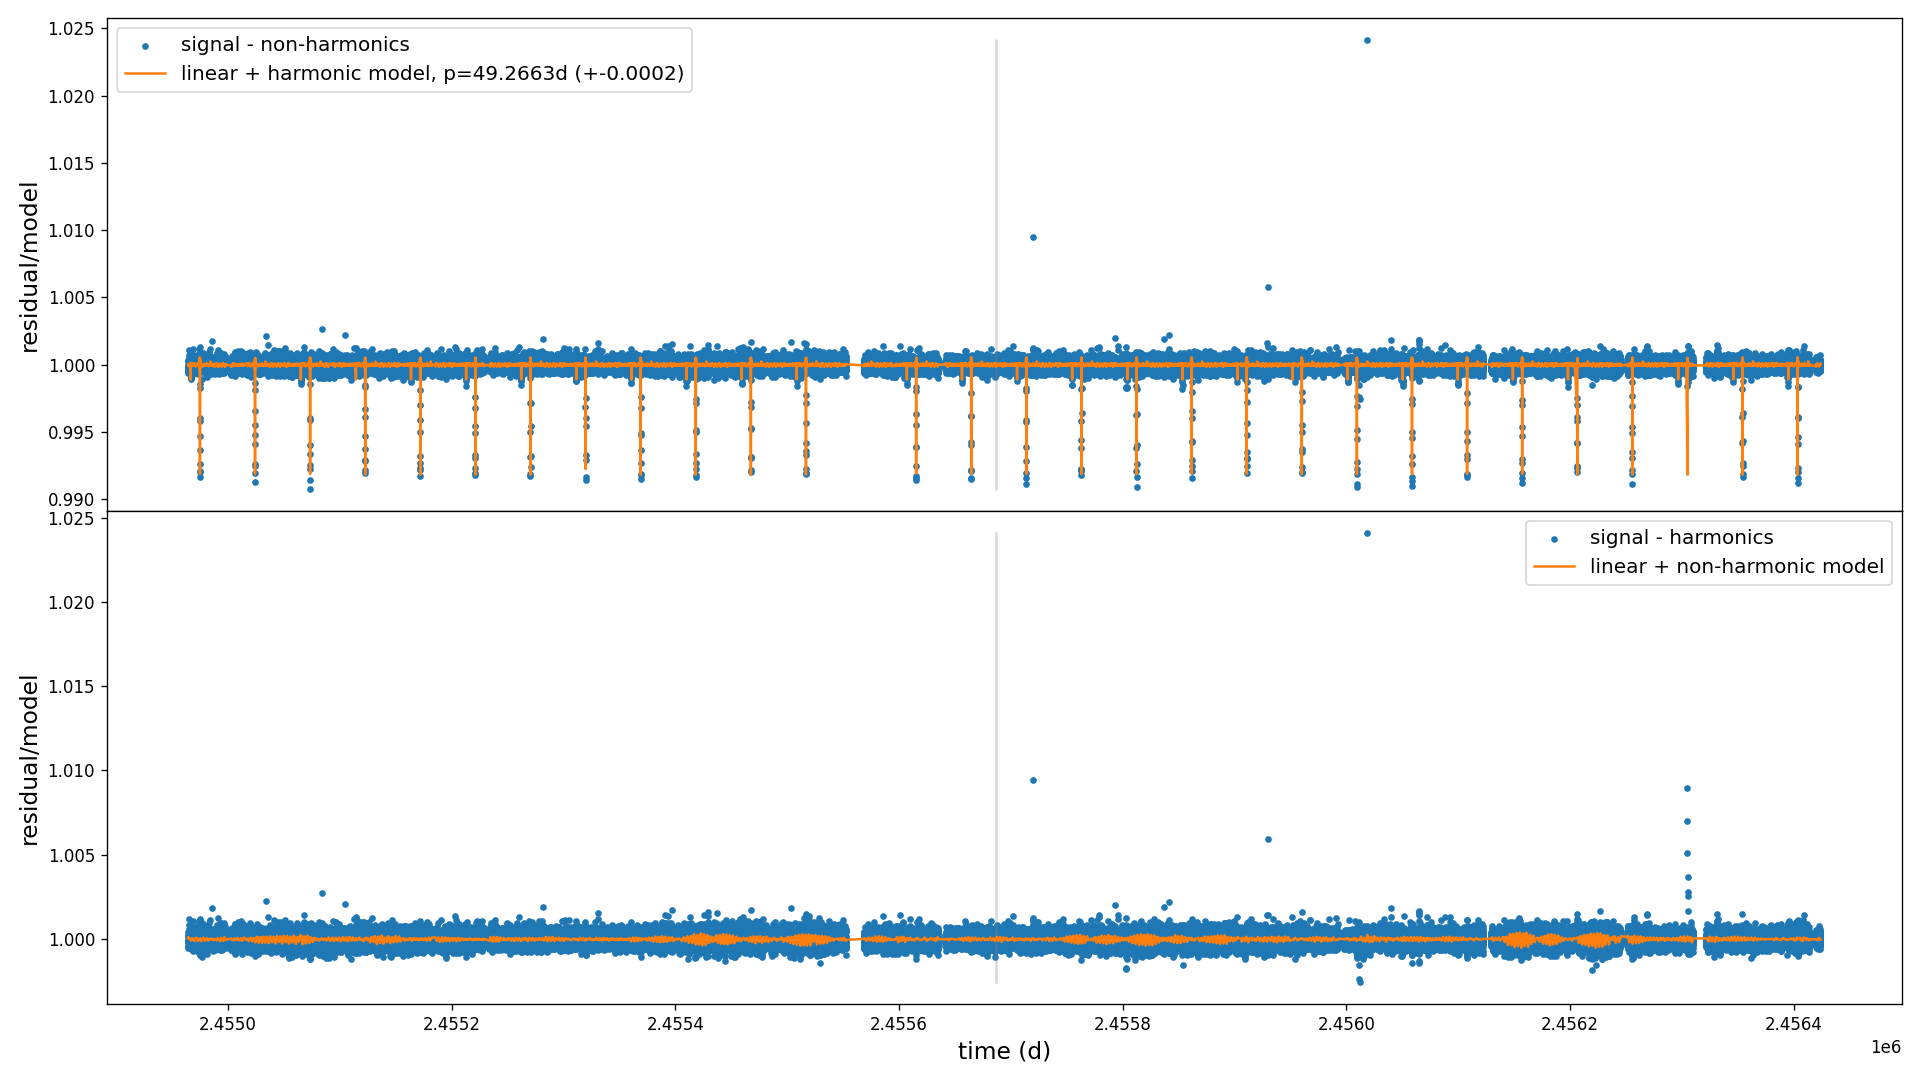 signal - non-harmonics
linear + harmonic model, p=49.2663d (+-0.0002)
residual/model
1.025
1.020
1.015
1.010
1.005
1.000
0.995
0.990
signal - harmonics
linear + non-harmonic model
residual/model
1.025
1.020
1.015
1.010
1.005
1.000
2.4550
2.4552
2.4554
2.4556
2.4558
2.4560
2.4562
2.4564
1e6
time (d)